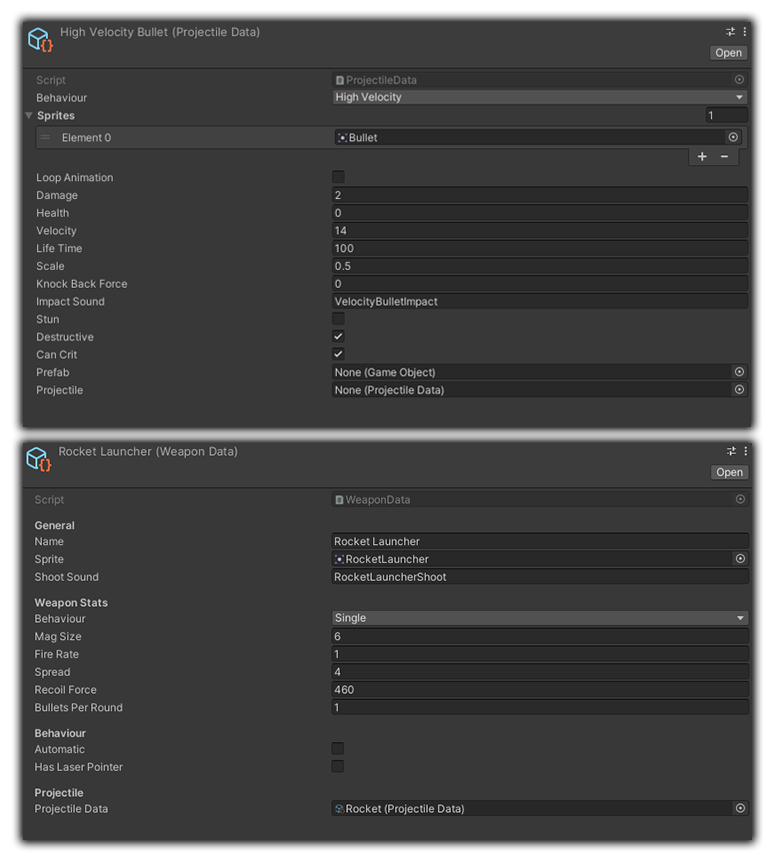 High Velocity Bullet (Projectile Data)
Open
Script ProjectileData
Behaviour High Velocity
Sprites 1
Element 0 Bullet
+ −
Loop Animation
Damage 2
Health 0
Velocity 14
Life Time 100
Scale 0.5
Knock Back Force 0
Impact Sound VelocityBulletImpact
Stun
Destructive
Can Crit
Prefab None (Game Object)
Projectile None (Projectile Data)
Rocket Launcher (Weapon Data)
Open
Script WeaponData
General
Name Rocket Launcher
Sprite RocketLauncher
Shoot Sound RocketLauncherShoot
Weapon Stats
Behaviour Single
Mag Size 6
Fire Rate 1
Spread 4
Recoil Force 460
Bullets Per Round 1
Behaviour
Automatic
Has Laser Pointer
Projectile
Projectile Data Rocket (Projectile Data)